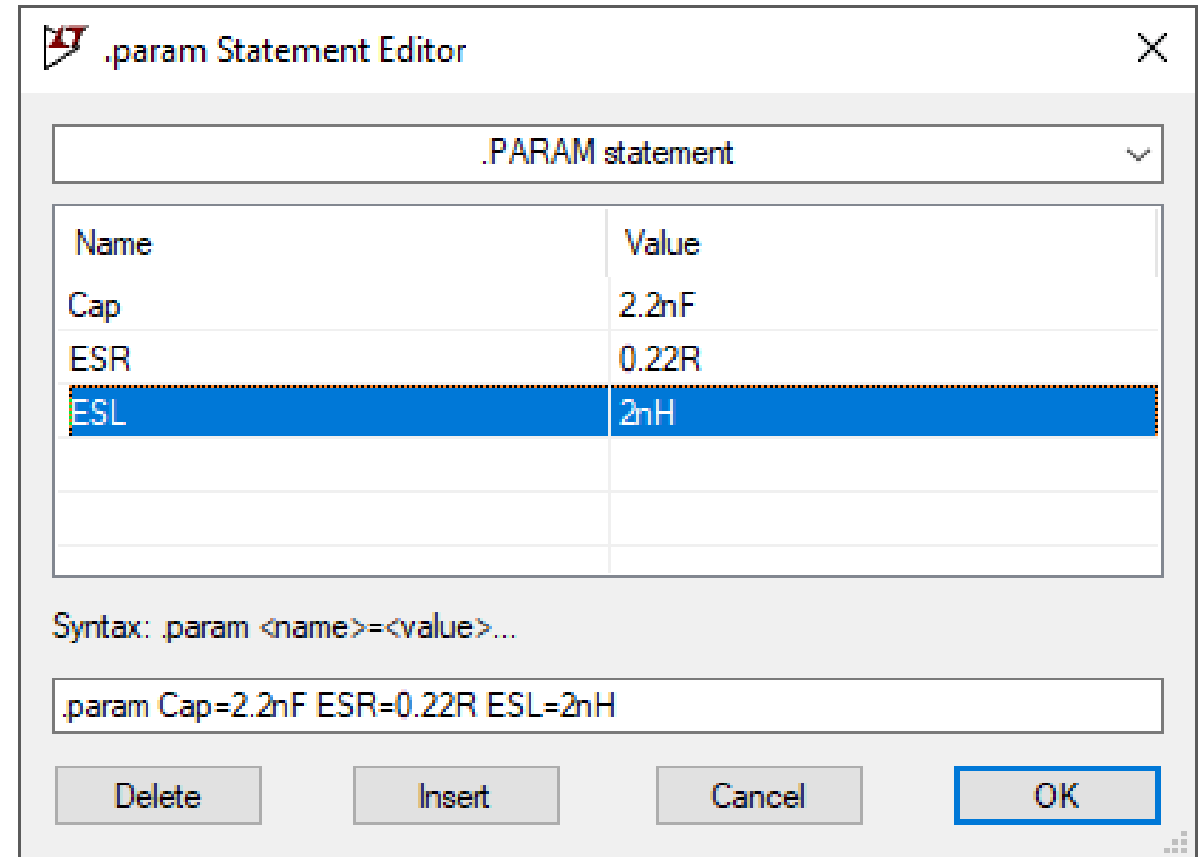 .param Statement Editor
.PARAM statement
Name Value
Cap 2.2nF
ESR 0.22R
ESL 2nH
Syntax: .param <name>=<value>...
.param Cap=2.2nF ESR=0.22R ESL=2nH
Delete Insert Cancel OK